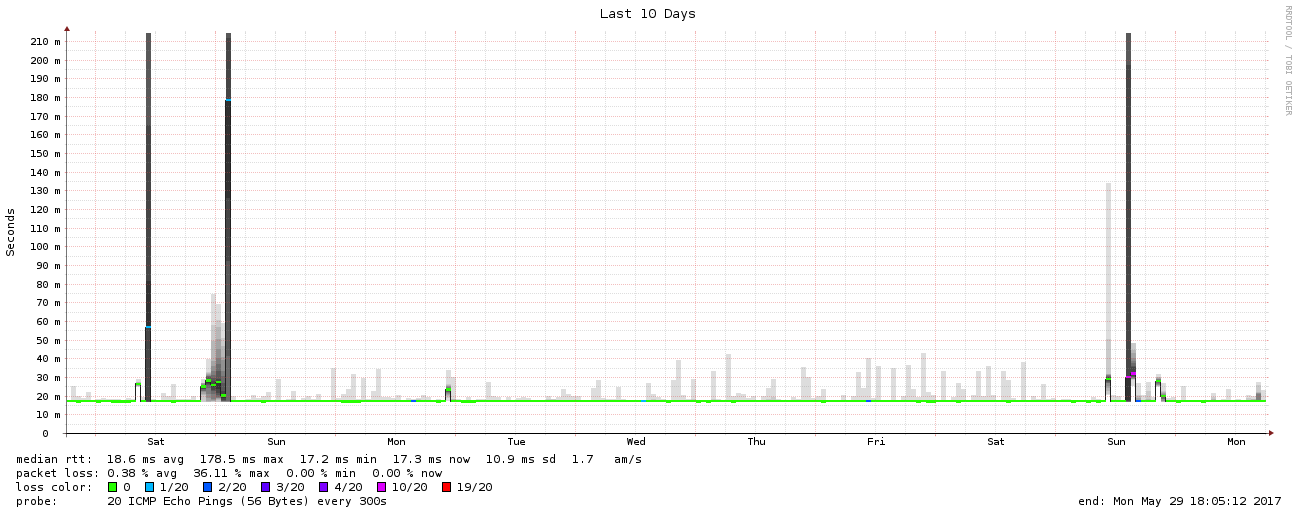 Last 10 Days
RRDTOOL / TOBI OETIKER
Seconds
210 m
200 m
190 m
180 m
170 m
160 m
150 m
140 m
130 m
120 m
110 m
100 m
90 m
80 m
70 m
60 m
50 m
40 m
30 m
20 m
10 m
0
Sat Sun Mon Tue Wed Thu Fri Sat Sun Mon
median rtt: 18.6 ms avg 178.5 ms max 17.2 ms min 17.3 ms now 10.9 ms sd 1.7 am/s
packet loss: 0.38 % avg 36.11 % max 0.00 % min 0.00 % now
loss color: 0 1/20 2/20 3/20 4/20 10/20 19/20
probe: 20 ICMP Echo Pings (56 Bytes) every 300s end: Mon May 29 18:05:12 2017